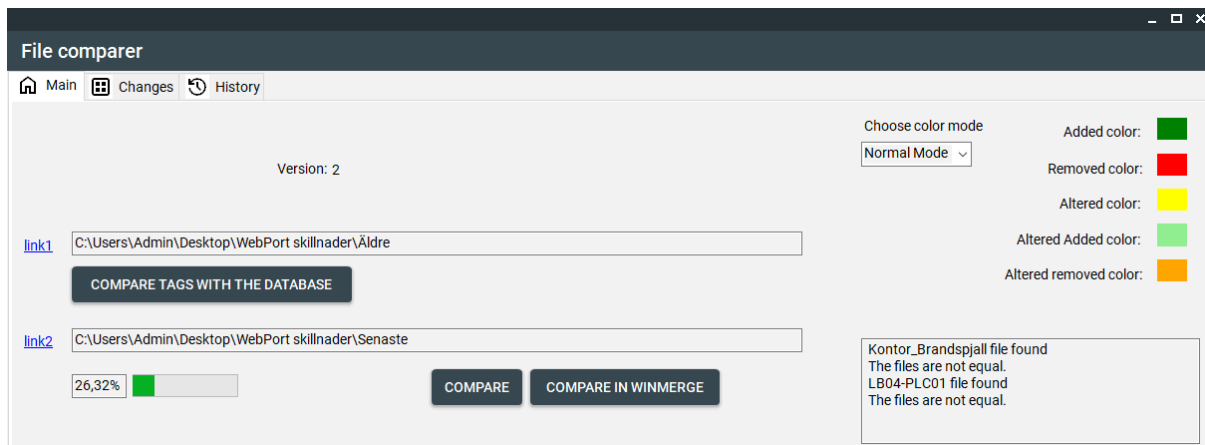 File comparer
Main Changes History
Choose color mode
Normal Mode
Added color:
Removed color:
Altered color:
Altered Added color:
Altered removed color:
Version: 2
link1 C:\Users\Admin\Desktop\WebPort skillnader\Äldre
COMPARE TAGS WITH THE DATABASE
link2 C:\Users\Admin\Desktop\WebPort skillnader\Senaste
26,32%
COMPARE COMPARE IN WINMERGE
Kontor_Brandspjall file found
The files are not equal.
LB04-PLC01 file found
The files are not equal.